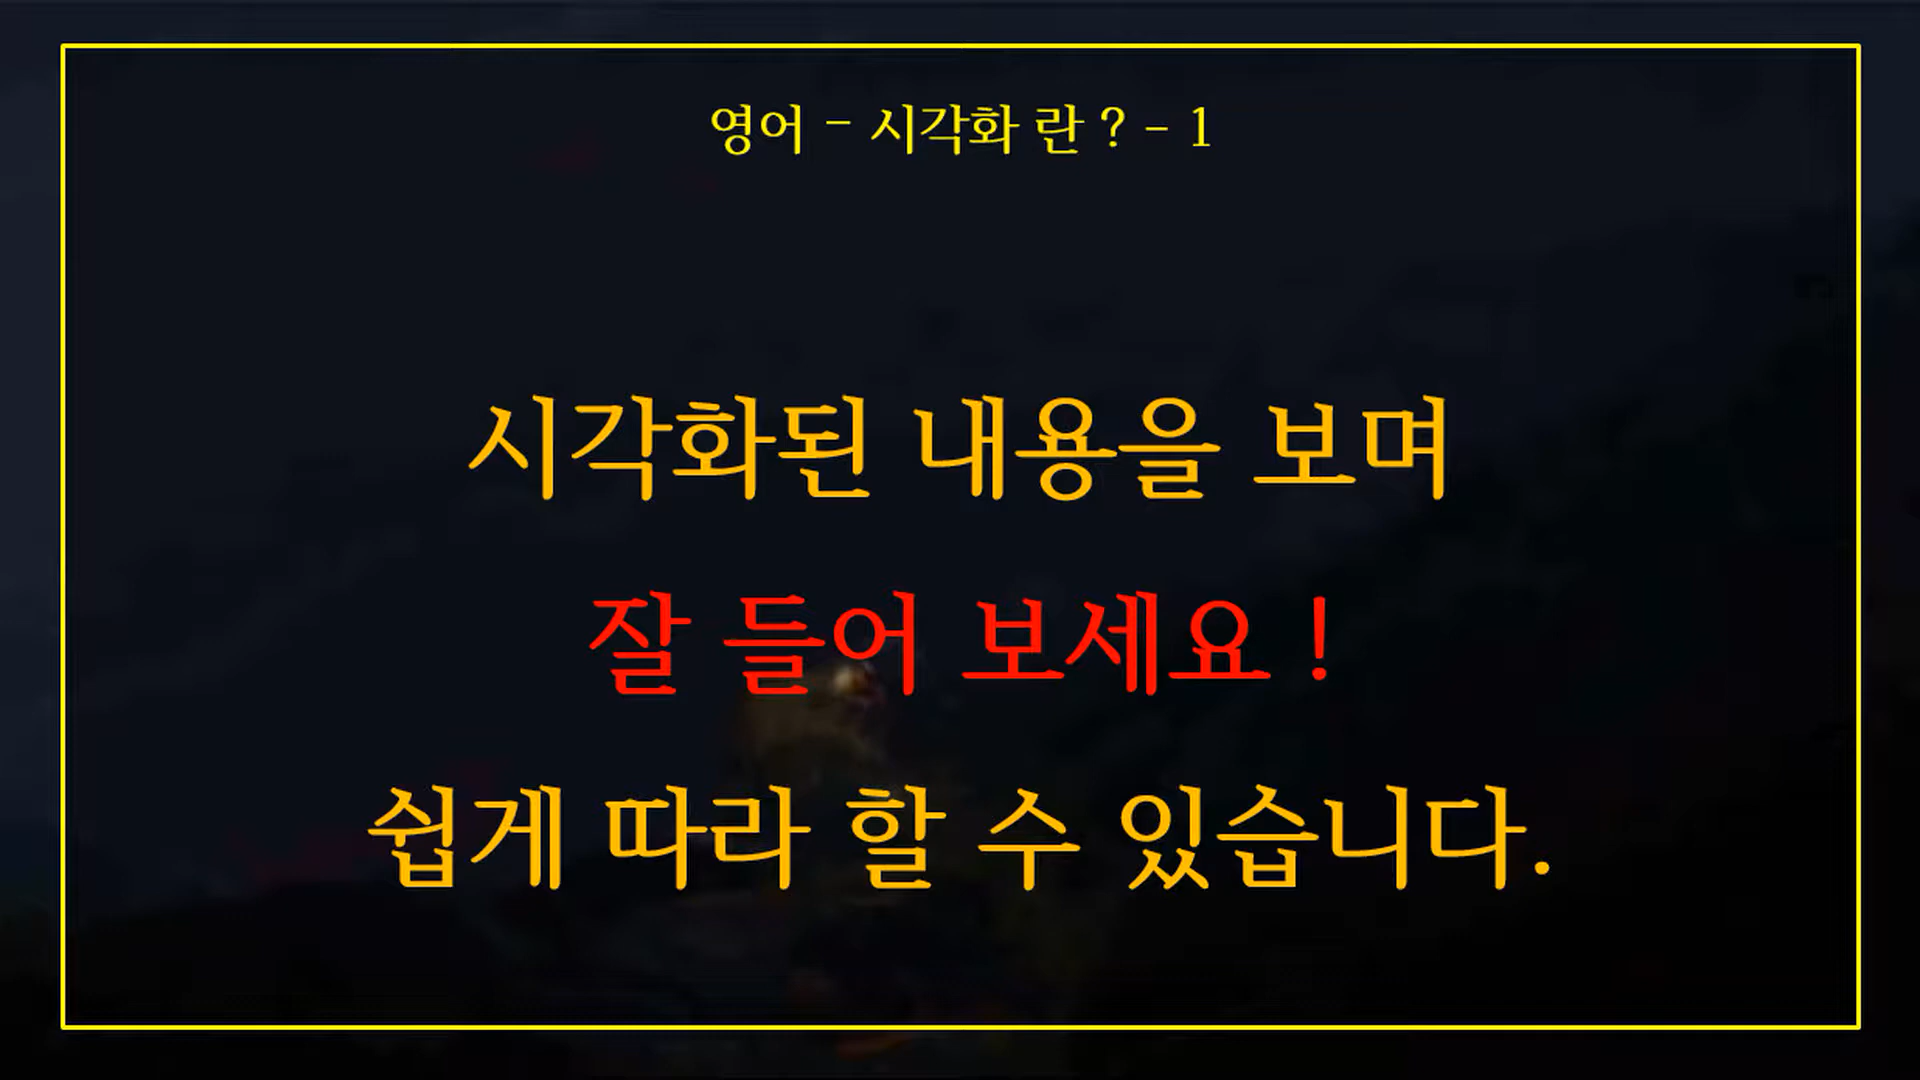 영어 - 시각화 란 ? - 1
시각화된 내용을 보며
잘 들어 보세요 !
쉽게 따라 할 수 있습니다.